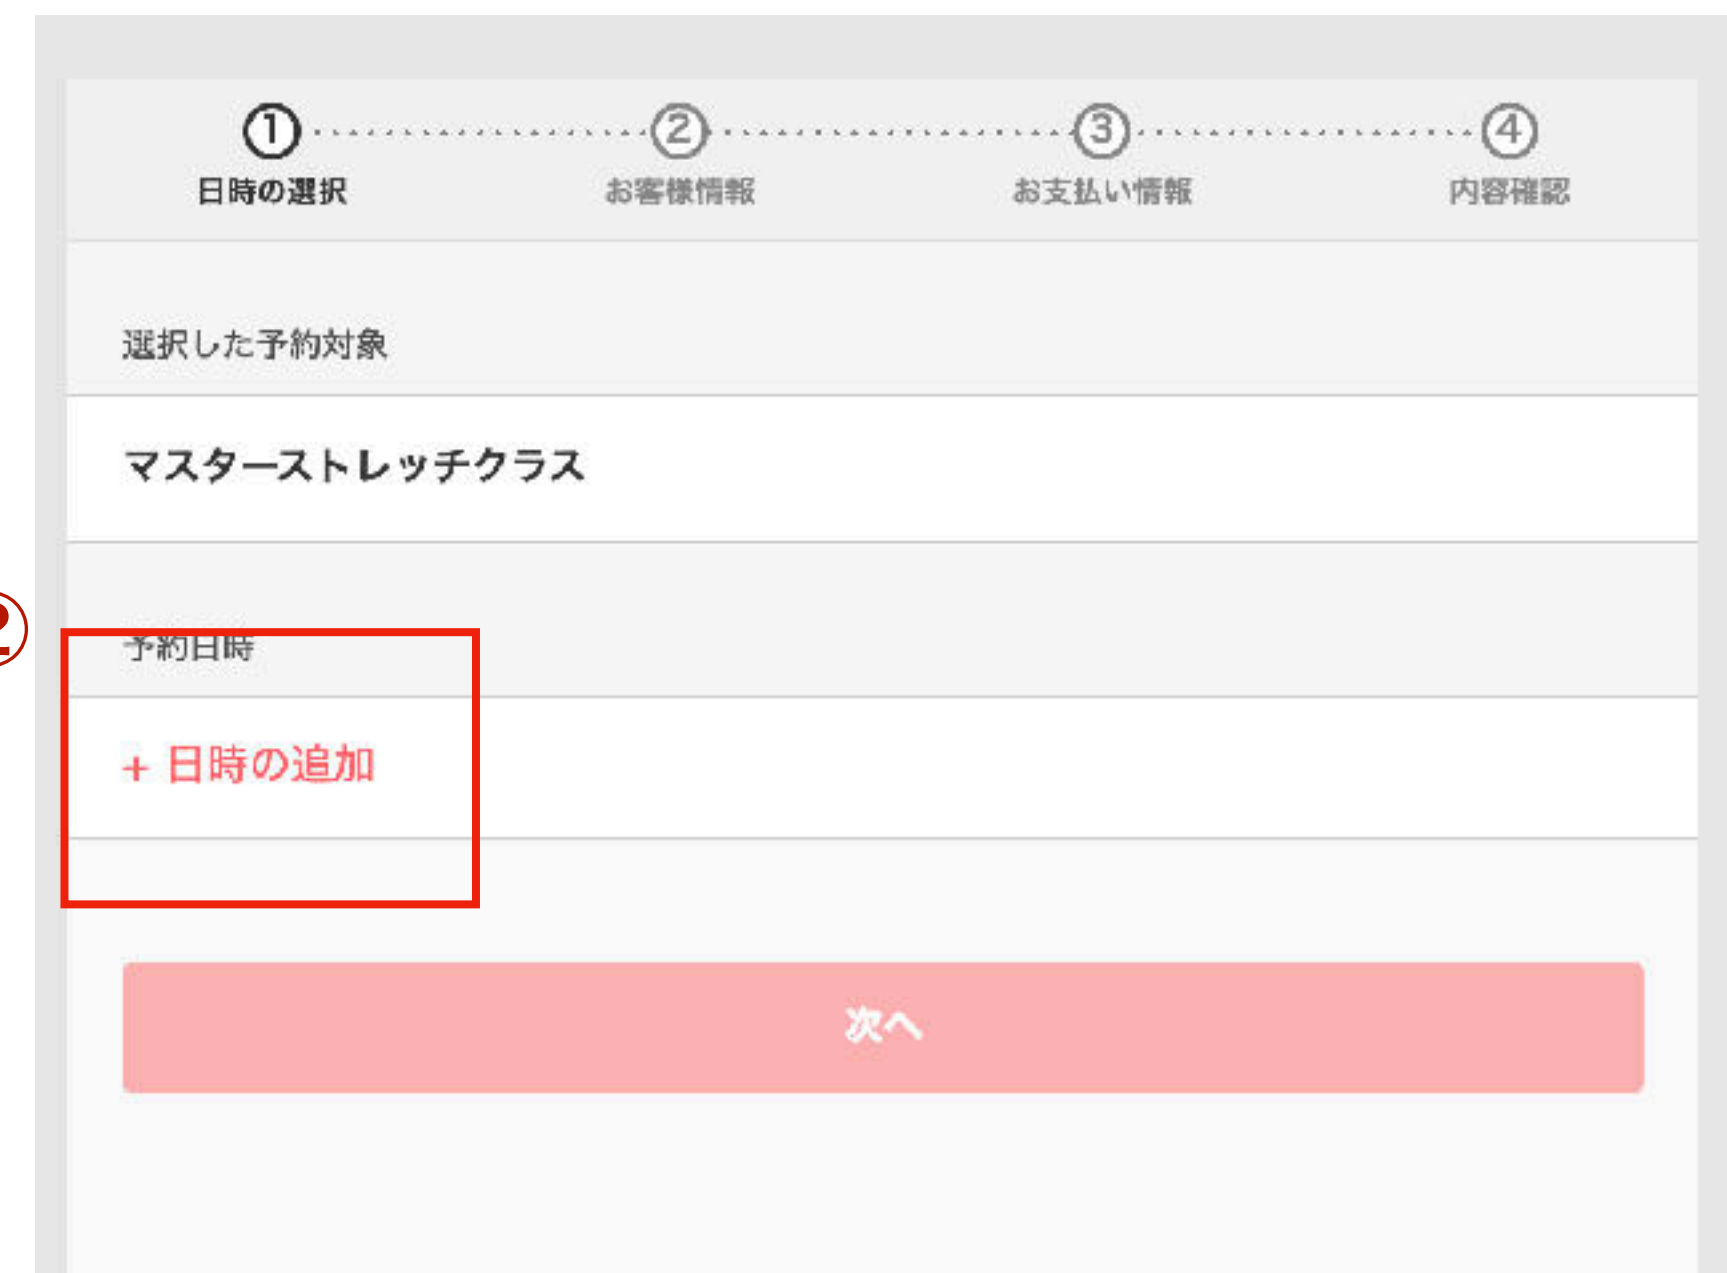 ① ② ③ ④
日時の選択 お客様情報 お支払い情報 内容確認
選択した予約対象
マスターストレッチクラス
②
予約日時
+ 日時の追加
次へ